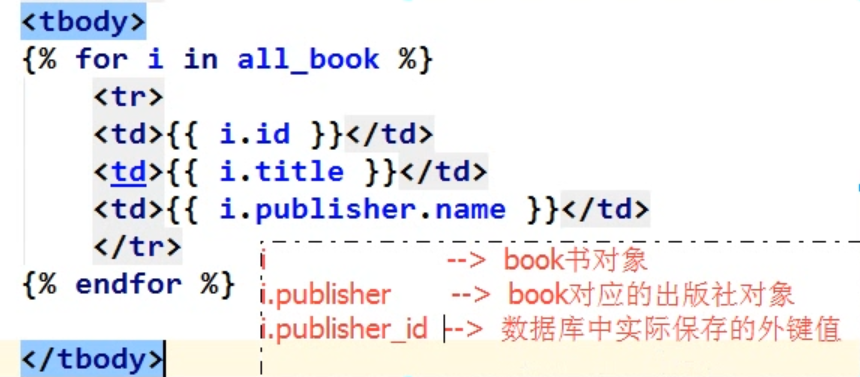 <tbody>
{% for i in all_book %}
<tr>
<td>{{ i.id }}</td>
<td>{{ i.title }}</td>
<td>{{ i.publisher.name }}</td>
</tr>
i --> book书对象
{% endfor %}
i.publisher --> book对应的出版社对象
i.publisher_id --> 数据库中实际保存的外键值
</tbody>